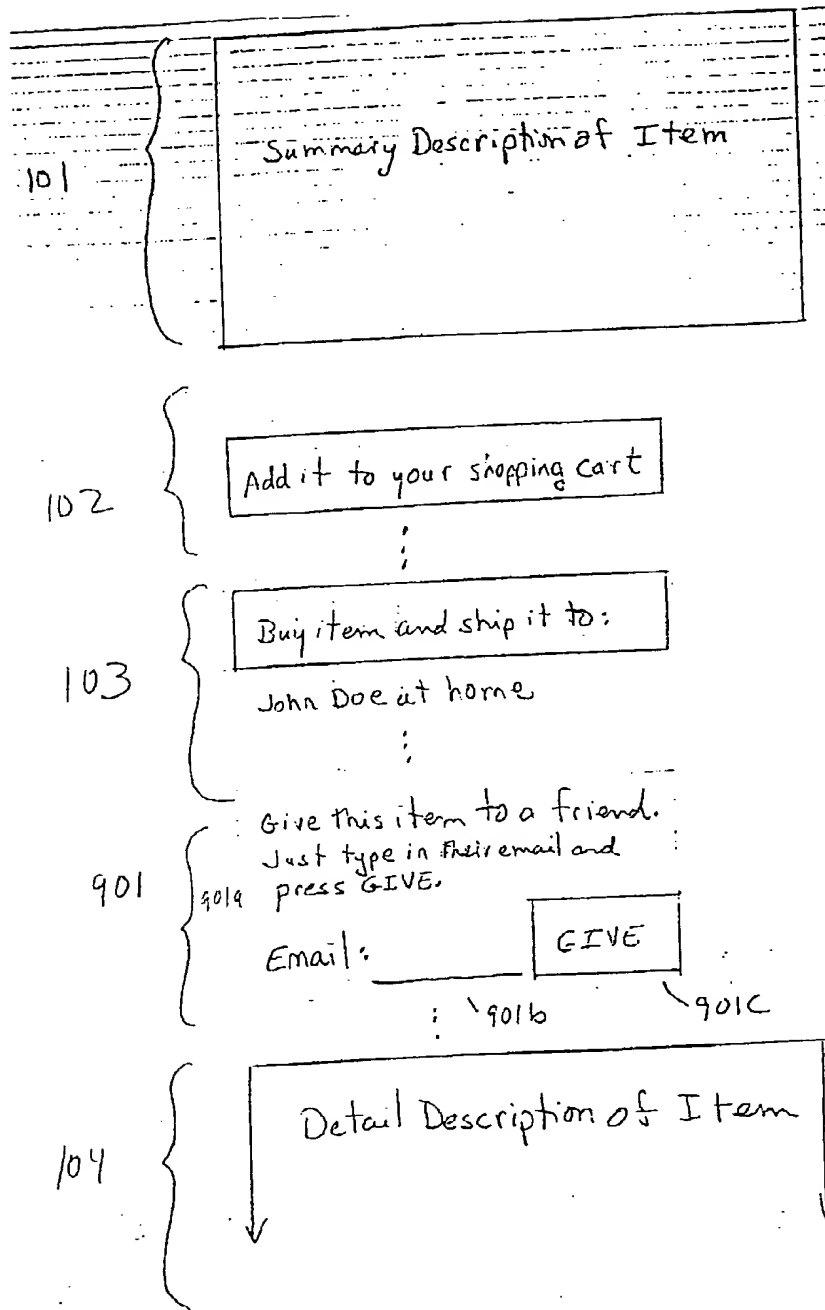 101
Summary Description of Item
102
Add it to your shopping cart
103
Buy item and ship it to:
John Doe at home
901
Give this item to a friend.
901a
Just type in their email and
press GIVE.
Email:
GIVE
901b
901c
104
Detail Description of Item